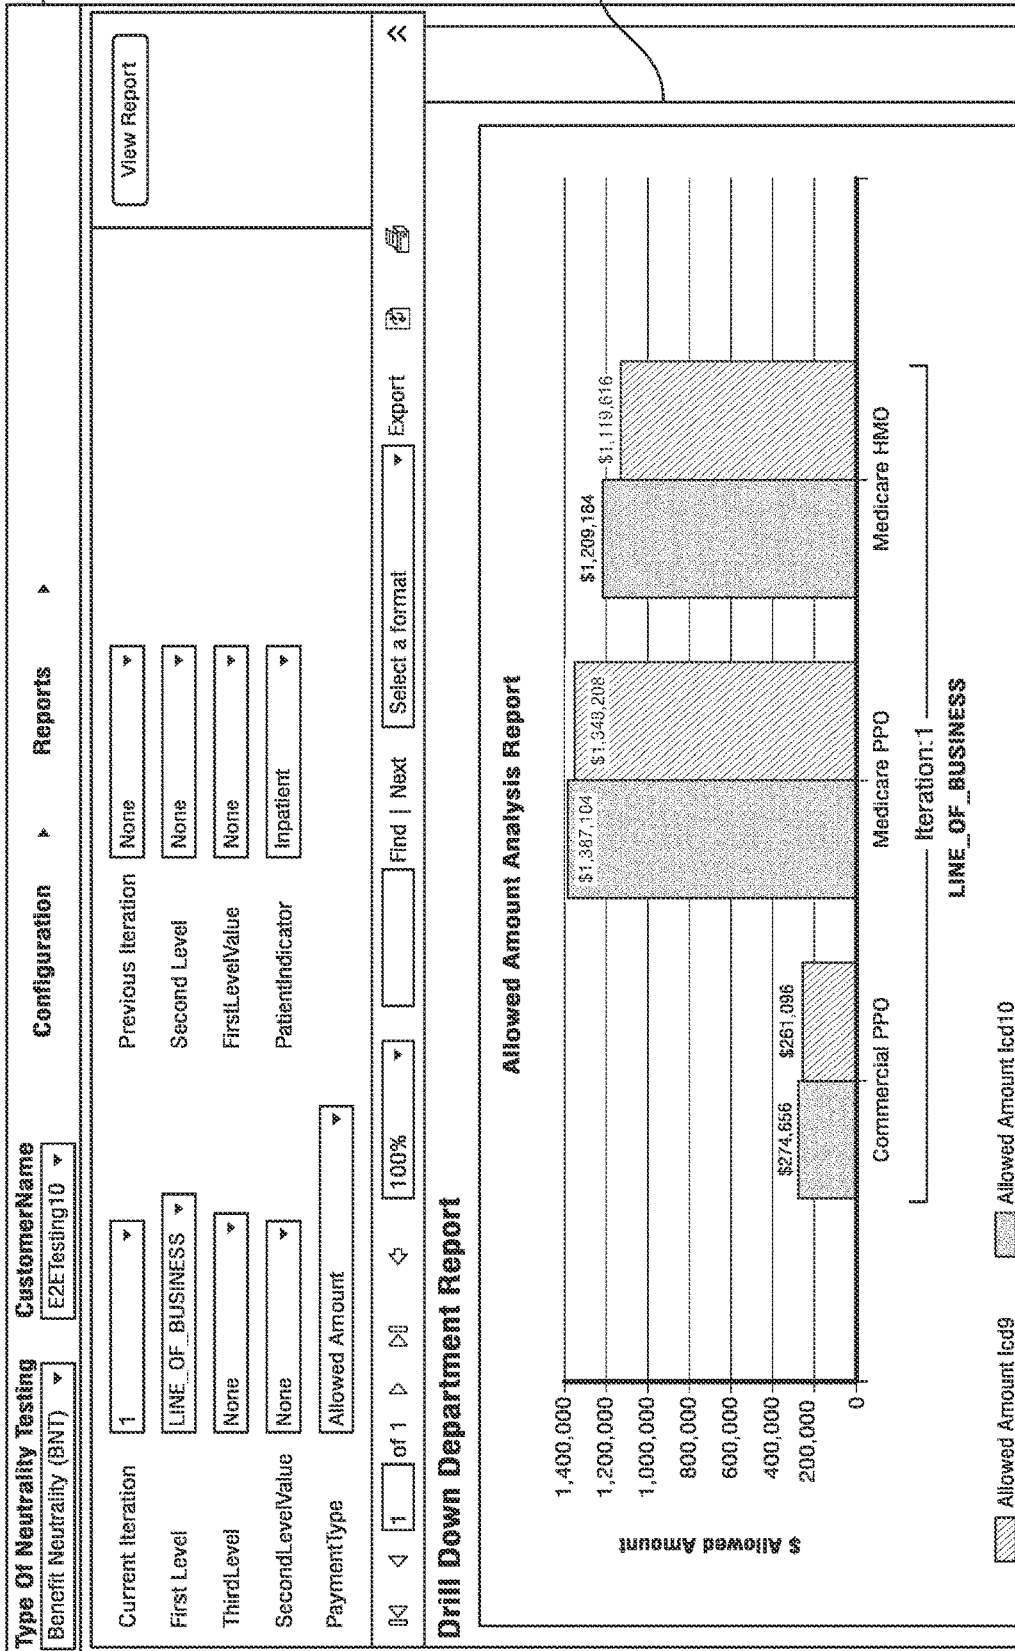 Type Of Neutrality Testing CustomerName Configuration Reports
Benefit Neutrality (BNT) E2ETesting10
Current Iteration 1 Previous Iteration None View Report
First Level LINE_OF_BUSINESS Second Level None
ThirdLevel None FirstLevelValue None
SecondLevelValue None PatientIndicator Inpatient
PaymentType Allowed Amount
1 of 1 100% Find | Next Select a format Export
Drill Down Department Report
Allowed Amount Analysis Report
$ Allowed Amount
1,400,000
1,200,000
1,000,000
800,000
600,000
400,000
200,000
0
$274,656 $261,096
$1,387,104 $1,348,208
$1,209,184 $1,119,616
Commercial PPO Medicare PPO Medicare HMO
Iteration:1
LINE_OF_BUSINESS
Allowed Amount Icd9 Allowed Amount Icd10